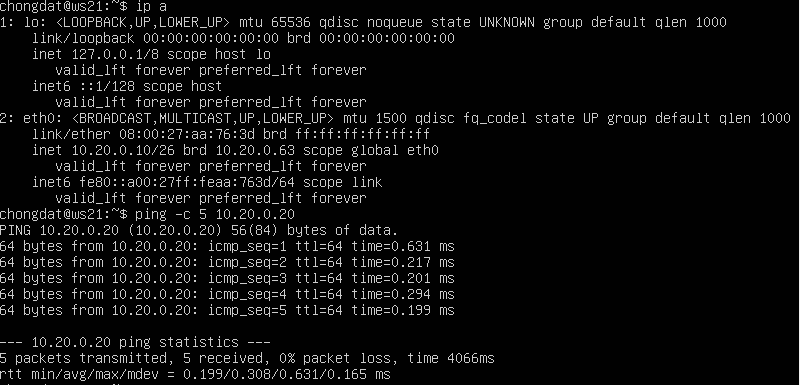 chongdat@ws21:~$ ip a
1: lo: <LOOPBACK,UP,LOWER_UP> mtu 65536 qdisc noqueue state UNKNOWN group default qlen 1000
    link/loopback 00:00:00:00:00:00 brd 00:00:00:00:00:00
    inet 127.0.0.1/8 scope host lo
       valid_lft forever preferred_lft forever
    inet6 ::1/128 scope host
       valid_lft forever preferred_lft forever
2: eth0: <BROADCAST,MULTICAST,UP,LOWER_UP> mtu 1500 qdisc fq_codel state UP group default qlen 1000
    link/ether 08:00:27:aa:76:3d brd ff:ff:ff:ff:ff:ff
    inet 10.20.0.10/26 brd 10.20.0.63 scope global eth0
       valid_lft forever preferred_lft forever
    inet6 fe80::a00:27ff:feaa:763d/64 scope link
       valid_lft forever preferred_lft forever
chongdat@ws21:~$ ping -c 5 10.20.0.20
PING 10.20.0.20 (10.20.0.20) 56(84) bytes of data.
64 bytes from 10.20.0.20: icmp_seq=1 ttl=64 time=0.631 ms
64 bytes from 10.20.0.20: icmp_seq=2 ttl=64 time=0.217 ms
64 bytes from 10.20.0.20: icmp_seq=3 ttl=64 time=0.201 ms
64 bytes from 10.20.0.20: icmp_seq=4 ttl=64 time=0.294 ms
64 bytes from 10.20.0.20: icmp_seq=5 ttl=64 time=0.199 ms

--- 10.20.0.20 ping statistics ---
5 packets transmitted, 5 received, 0% packet loss, time 4066ms
rtt min/avg/max/mdev = 0.199/0.308/0.631/0.165 ms